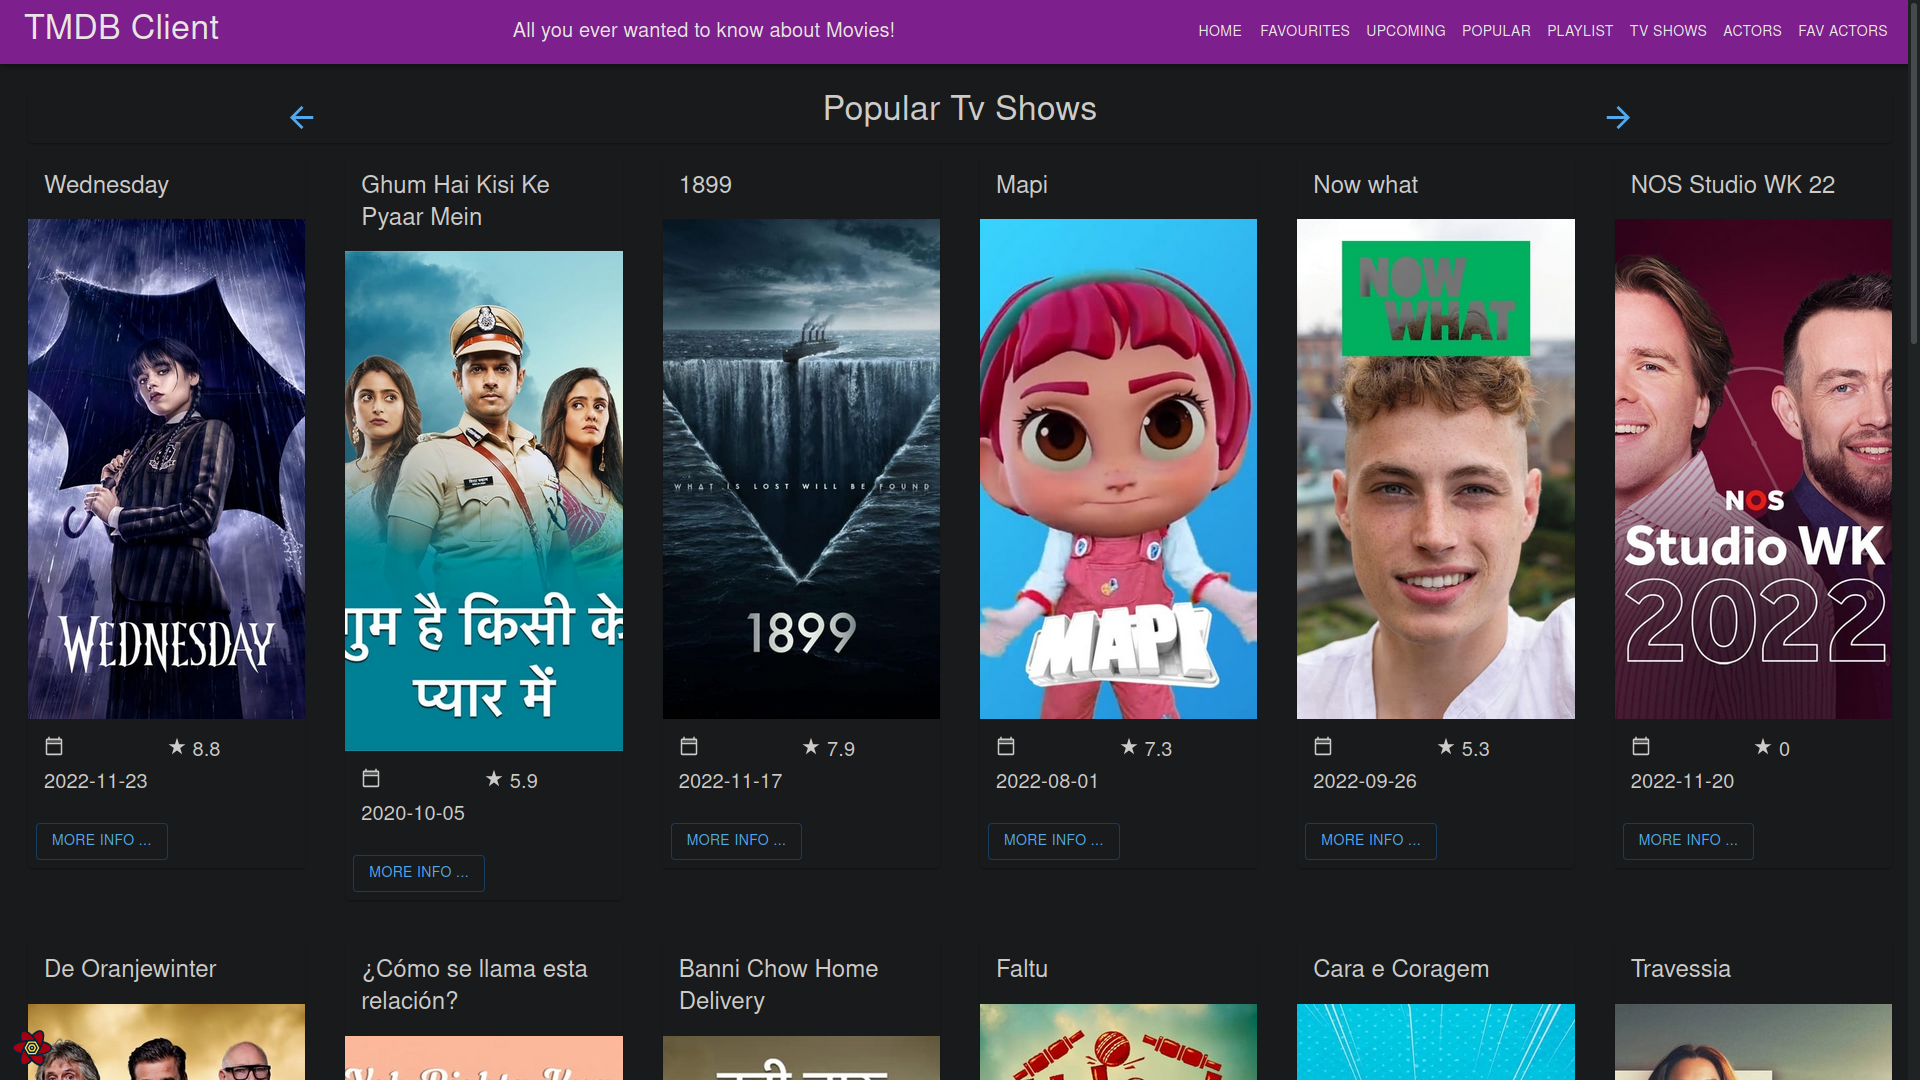 TMDB Client
All you ever wanted to know about Movies!
HOME FAVOURITES UPCOMING POPULAR PLAYLIST TV SHOWS ACTORS FAV ACTORS
Popular Tv Shows
Wednesday
WEDNESDAY
2022-11-23
★ 8.8
MORE INFO ...
Ghum Hai Kisi Ke
Pyaar Mein
गुम है किसी के
प्यार में
2020-10-05
★ 5.9
MORE INFO ...
1899
WHAT IS LOST WILL BE FOUND
1899
2022-11-17
★ 7.9
MORE INFO ...
Mapi
MAPI
2022-08-01
★ 7.3
MORE INFO ...
Now what
NOW
WHAT
2022-09-26
★ 5.3
MORE INFO ...
NOS Studio WK 22
NOS
Studio WK
2022
2022-11-20
★ 0
MORE INFO ...
De Oranjewinter
¿Cómo se llama esta
relación?
Banni Chow Home
Delivery
Faltu
Cara e Coragem
Travessia